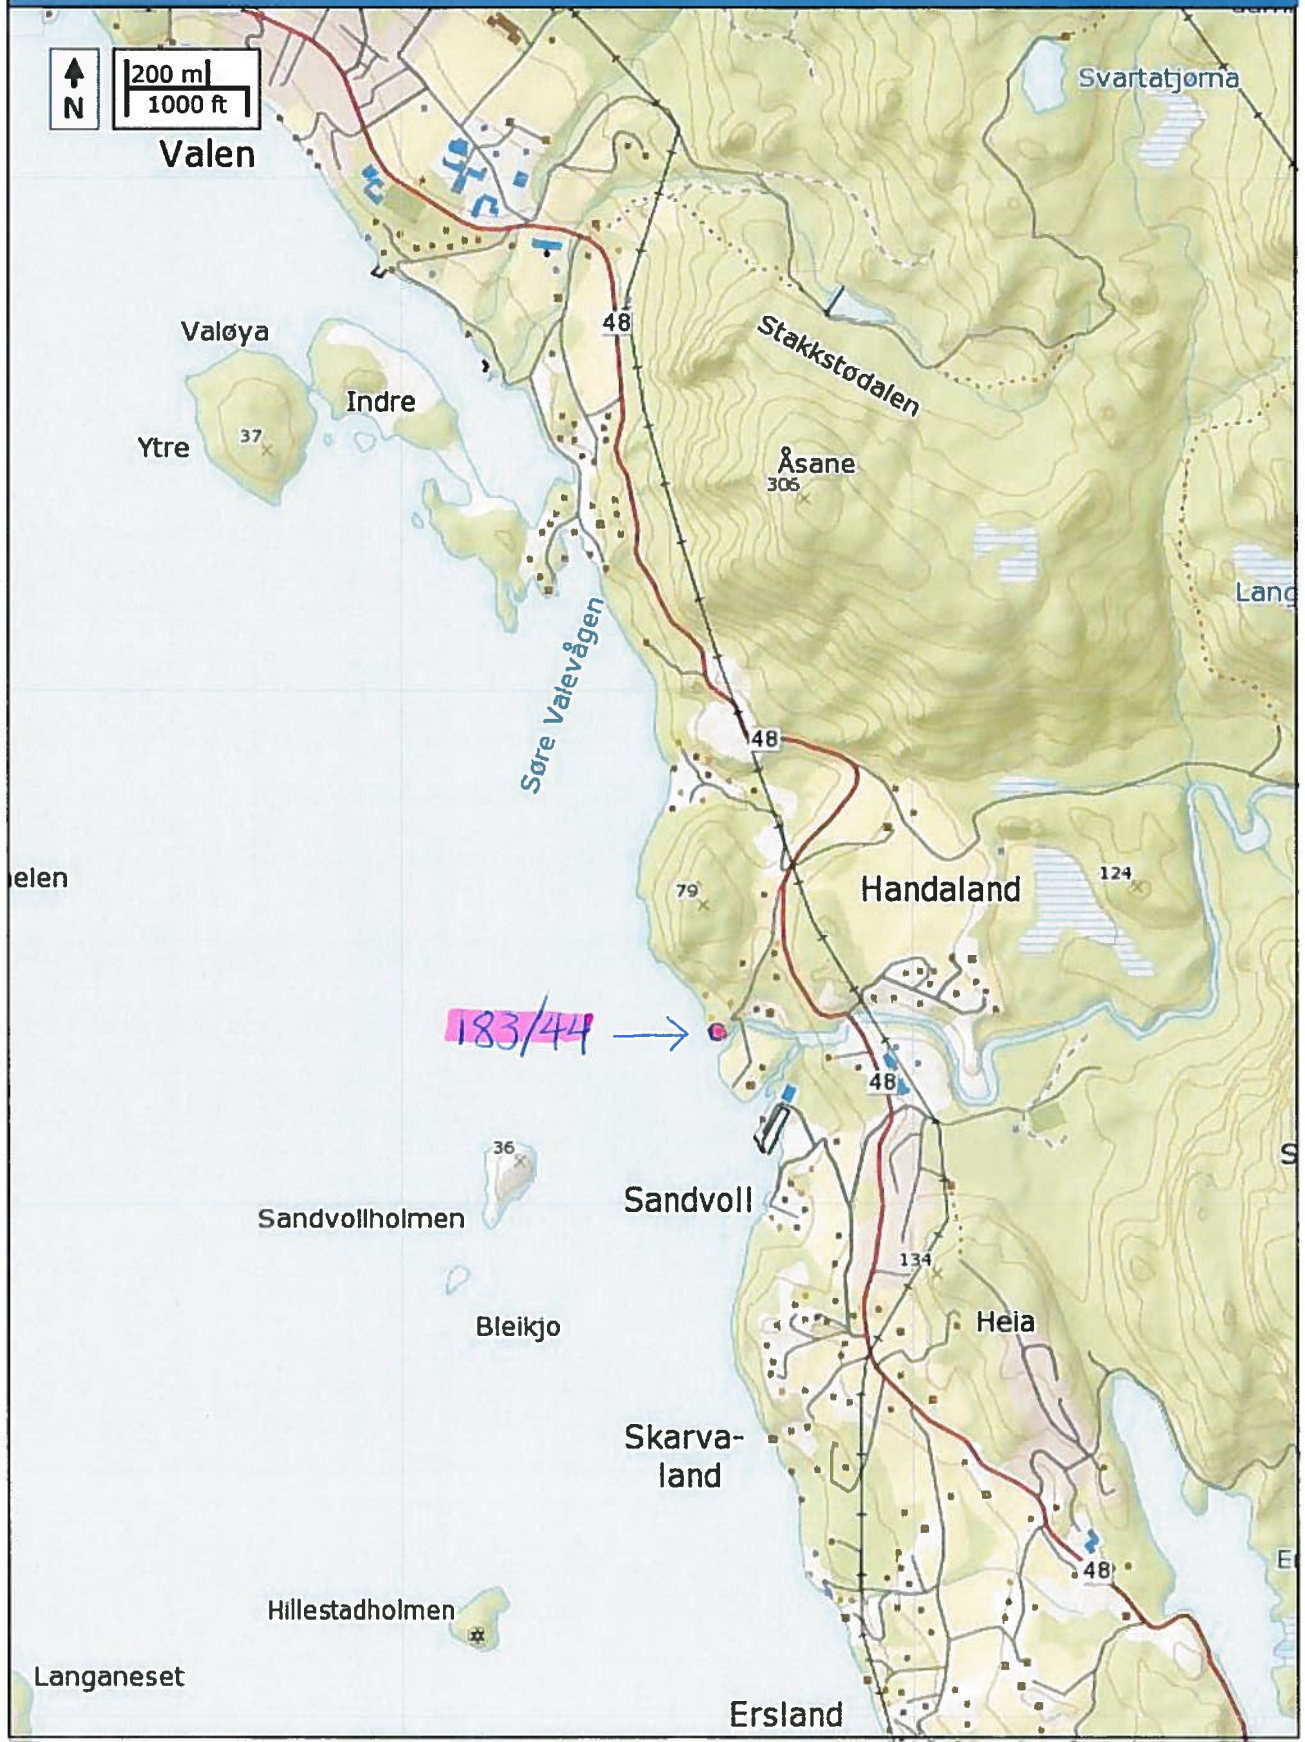 Svartatjørna
200 m
1000 ft
N
Valen
48
Valøya
Stakkstødalen
Indre
37
Ytre
Åsane
306
Lang
Søre Valevågen
48
elen
124
79
Handaland
183/44
48
36
Sandvoll
Sandvollholmen
134
Heia
Bleikjo
Skarva-
land
48
Hillestadholmen
Langaneset
Ersland